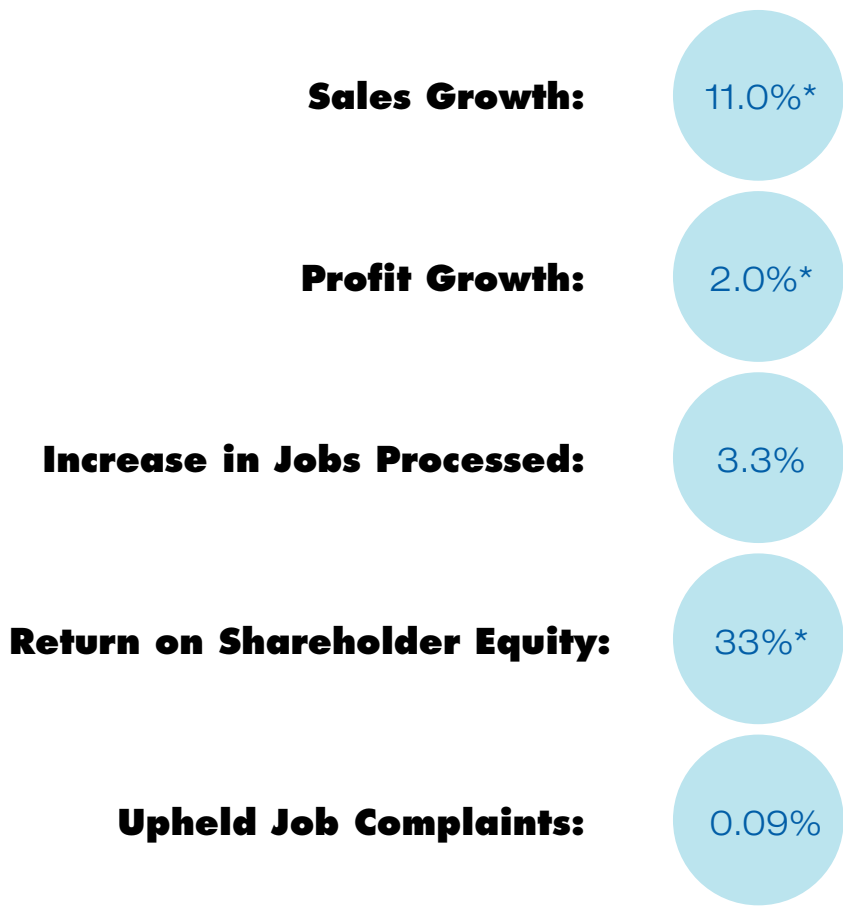 Sales Growth: 11.0%*
Profit Growth: 2.0%*
Increase in Jobs Processed: 3.3%
Return on Shareholder Equity: 33%*
Upheld Job Complaints: 0.09%